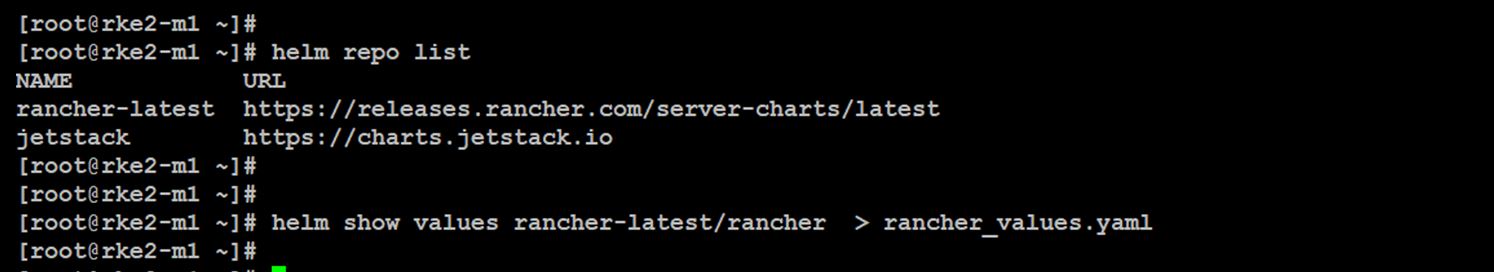 [root@rke2-m1 ~]#
[root@rke2-m1 ~]# helm repo list
NAME            URL
rancher-latest  https://releases.rancher.com/server-charts/latest
jetstack        https://charts.jetstack.io
[root@rke2-m1 ~]#
[root@rke2-m1 ~]#
[root@rke2-m1 ~]# helm show values rancher-latest/rancher  > rancher_values.yaml
[root@rke2-m1 ~]#